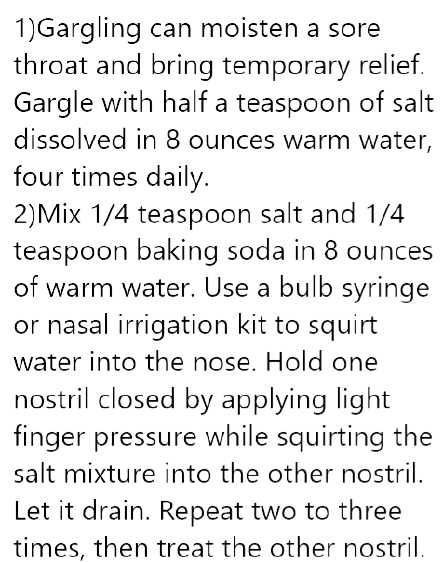 1)Gargling can moisten a sore
throat and bring temporary relief.
Gargle with half a teaspoon of salt
dissolved in 8 ounces warm water,
four times daily.
2)Mix 1/4 teaspoon salt and 1/4
teaspoon baking soda in 8 ounces
of warm water. Use a bulb syringe
or nasal irrigation kit to squirt
water into the nose. Hold one
nostril closed by applying light
finger pressure while squirting the
salt mixture into the other nostril.
Let it drain. Repeat two to three
times, then treat the other nostril.